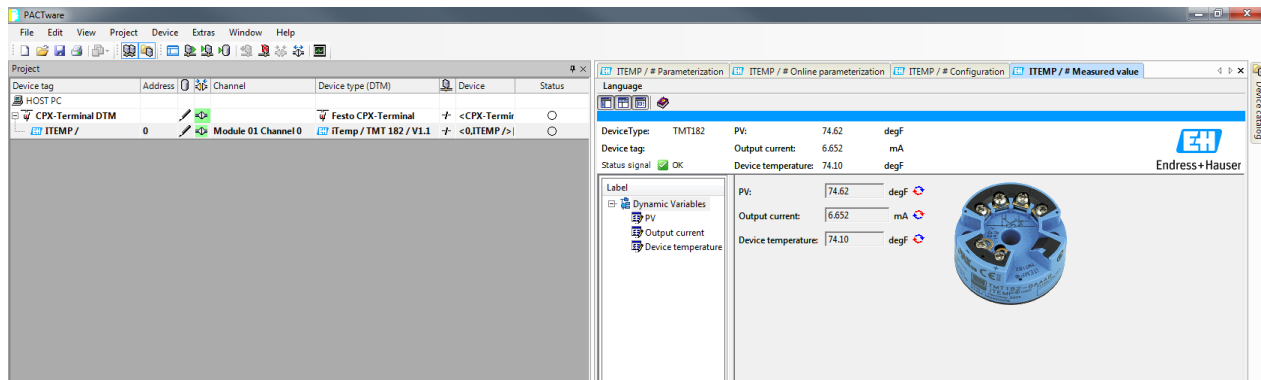 PACTware
File Edit View Project Device Extras Window Help
Project
Device tag Address Channel Device type (DTM) Device Status
HOST PC
CPX-Terminal DTM Festo CPX-Terminal <CPX-Termir
ITEMP / 0 Module 01 Channel 0 iTemp / TMT 182 / V1.1 <0,ITEMP />|
ITEMP / # Parameterization ITEMP / # Online parameterization ITEMP / # Configuration ITEMP / # Measured value
Language
DeviceType: TMT182 PV: 74.62 degF
Device tag: Output current: 6.652 mA
Status signal OK Device temperature: 74.10 degF
EH
Endress+Hauser
Label
Dynamic Variables
PV
Output current
Device temperature
PV: 74.62 degF
Output current: 6.652 mA
Device temperature: 74.10 degF
Device catalog